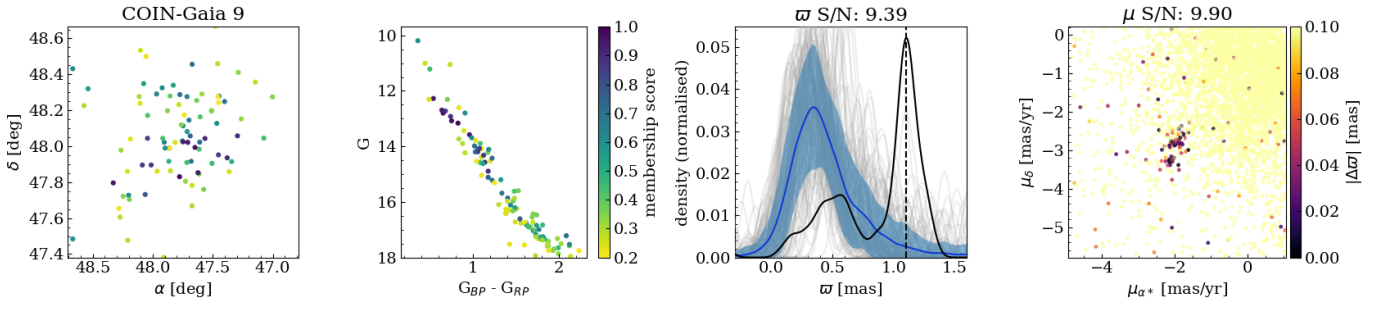 COIN-Gaia 9
48.6
48.4
48.2
48.0
47.8
47.6
47.4
δ [deg]
48.5 48.0 47.5 47.0
α [deg]
10
12
14
16
18
G
1 2
G_BP - G_RP
1.0
0.9
0.8
0.7
0.6
0.5
0.4
0.3
0.2
membership score
ϖ S/N: 9.39
0.05
0.04
0.03
0.02
0.01
0.00
density (normalised)
0.0 0.5 1.0 1.5
ϖ [mas]
μ S/N: 9.90
0
−1
−2
−3
−4
−5
μ_δ [mas/yr]
−4 −2 0
μ_α* [mas/yr]
0.10
0.08
0.06
0.04
0.02
0.00
|Δϖ| [mas]